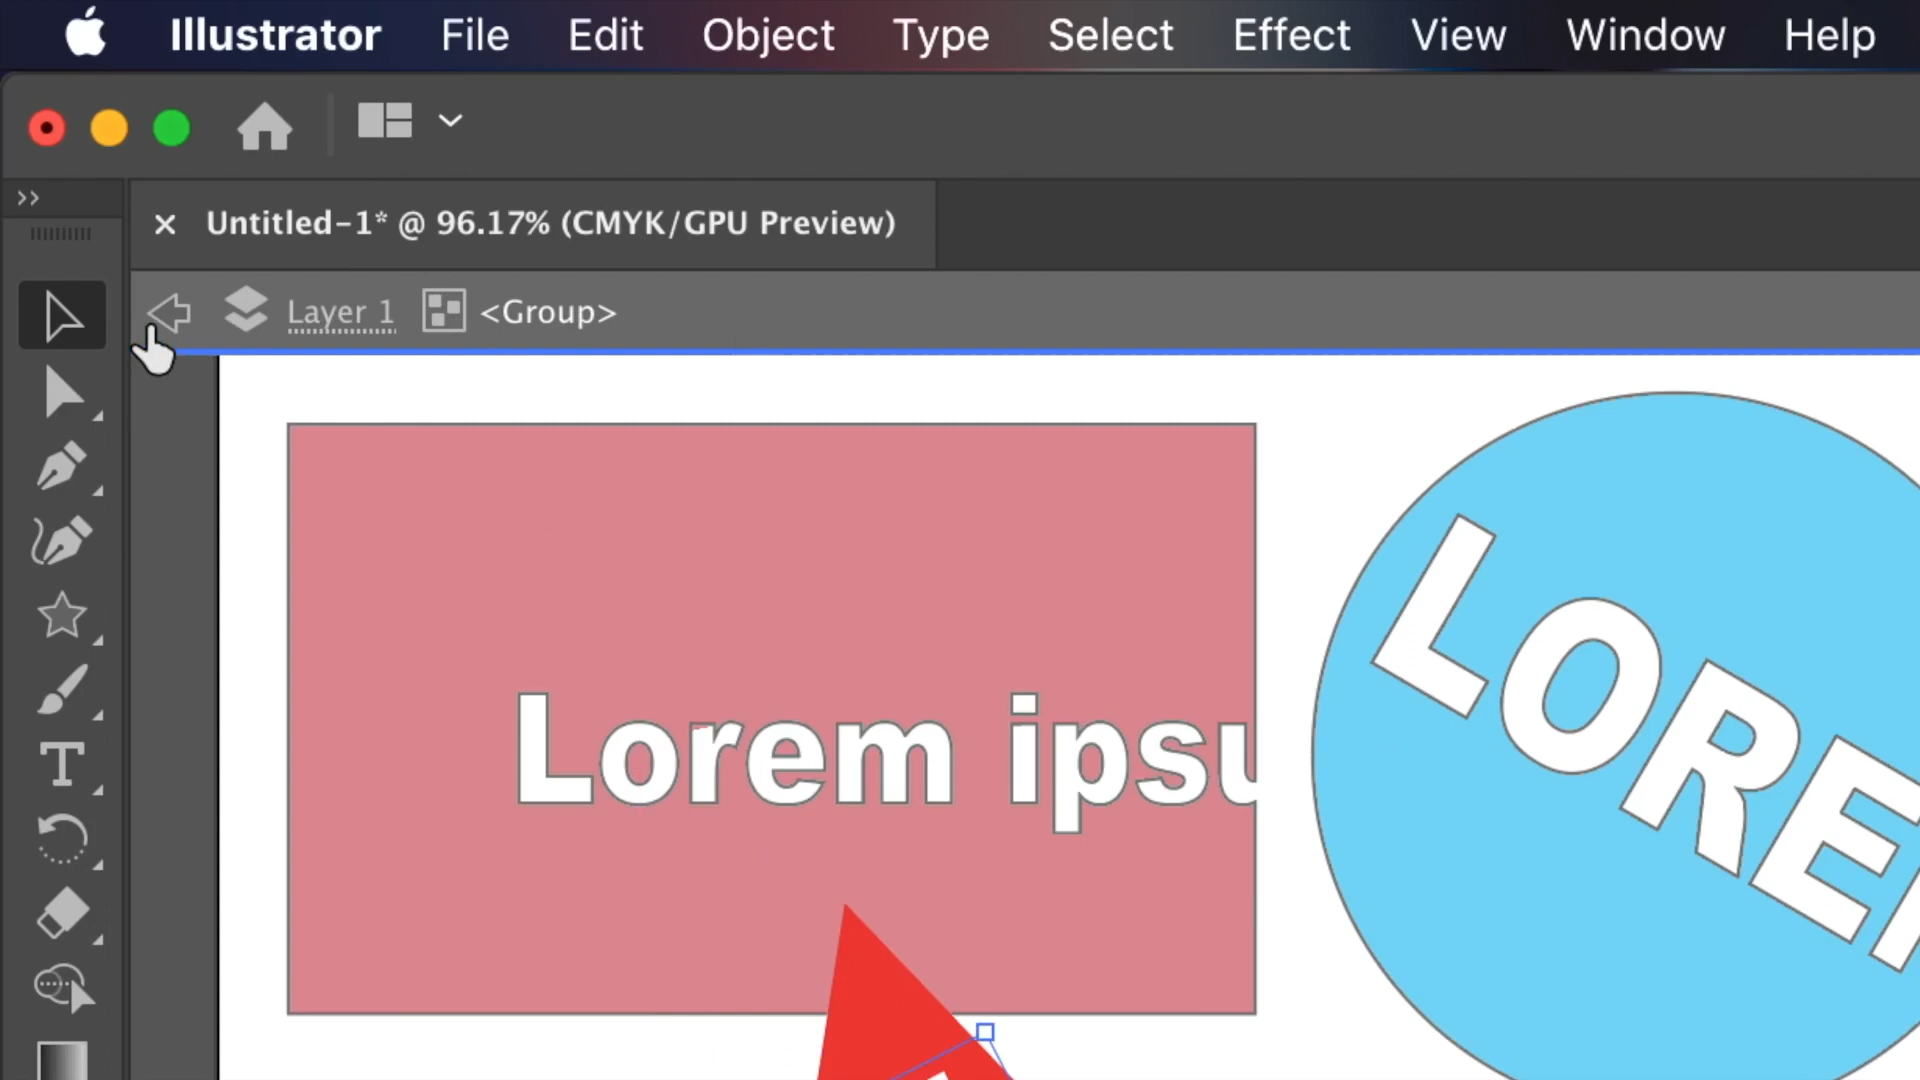 Illustrator File Edit Object Type Select Effect View Window Help
Untitled-1* @ 96.17% (CMYK/GPU Preview)
Layer 1 <Group>
Lorem ipsu
LOREM